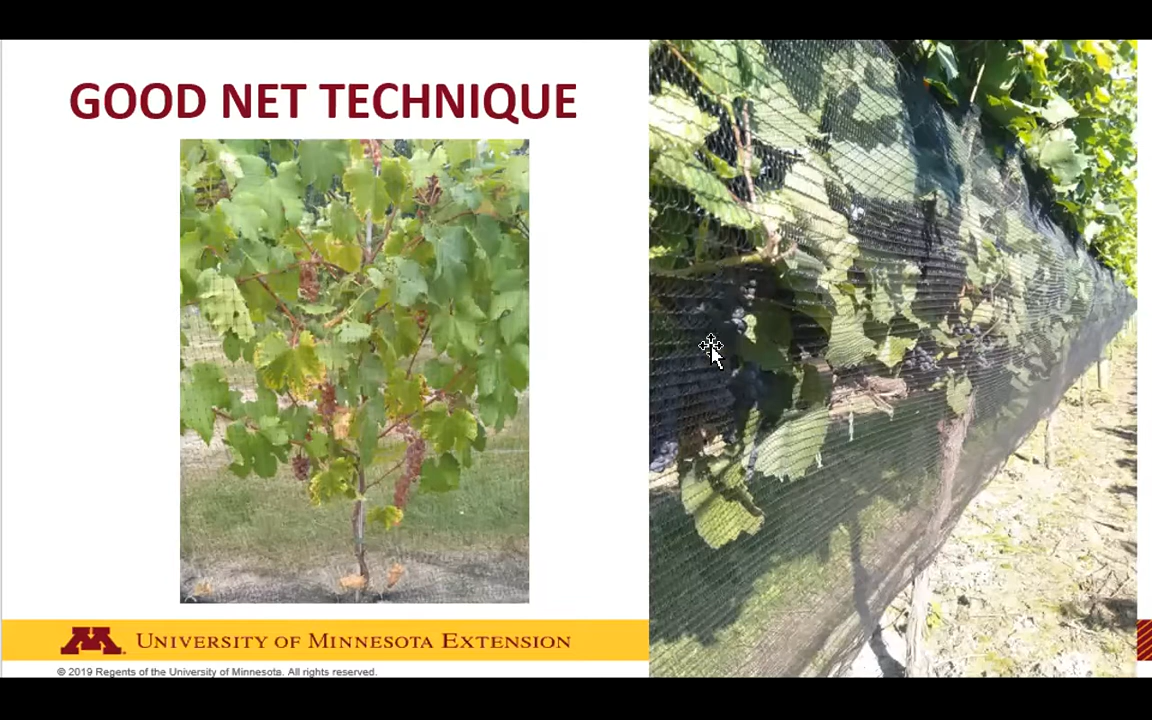 GOOD NET TECHNIQUE
UNIVERSITY OF MINNESOTA EXTENSION
© 2019 Regents of the University of Minnesota. All rights reserved.